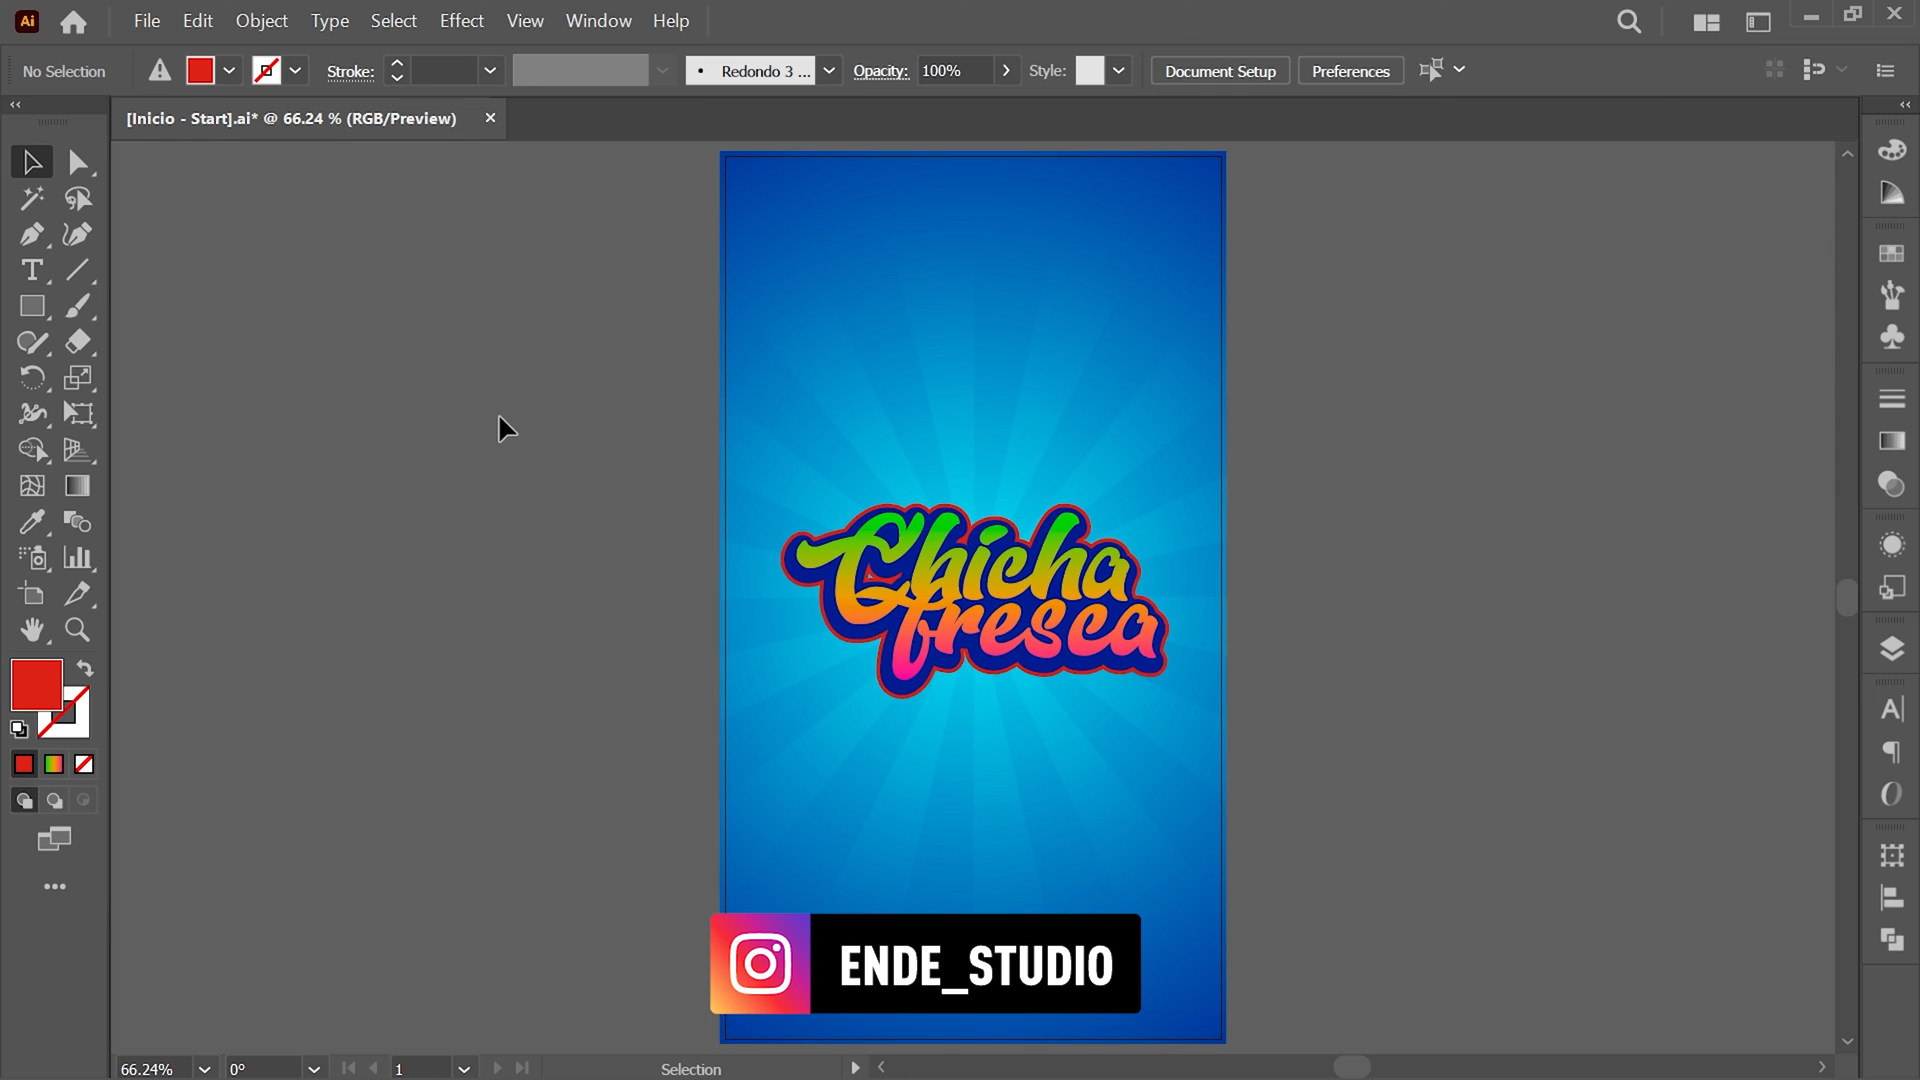 Ai File Edit Object Type Select Effect View Window Help
No Selection Stroke: • Redondo 3 ... Opacity: 100% Style: Document Setup Preferences
[Inicio - Start].ai* @ 66.24 % (RGB/Preview) ×
Chicha
fresca
ENDE_STUDIO
66.24% 0° 1 Selection